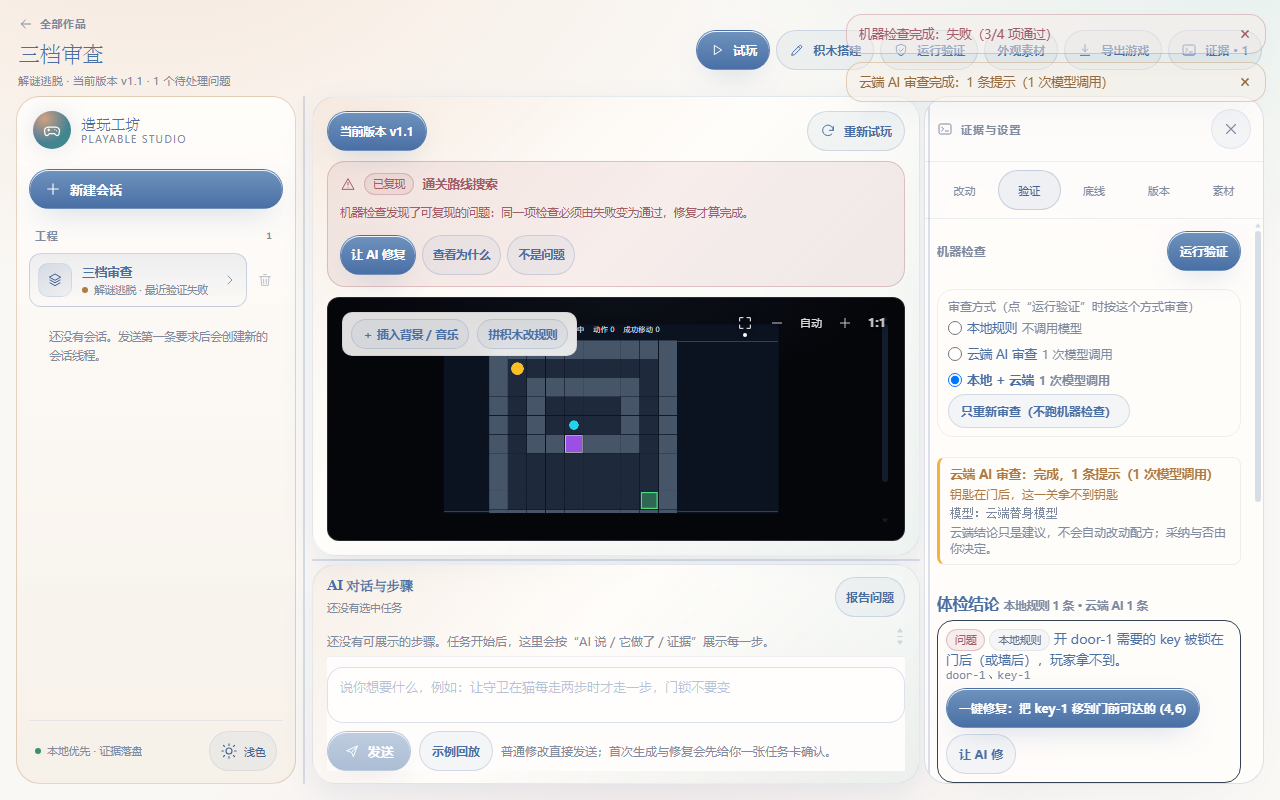 全部作品
三档审查
解谜逃脱 · 当前版本 v1.1 · 1 个待处理问题
试玩
积木搭建
运行验证
外观素材
导出游戏
证据 · 1
机器检查完成：失败（3/4 项通过）
云端 AI 审查完成：1 条提示（1 次模型调用）
造玩工坊
PLAYABLE STUDIO
新建会话
工程
1
三档审查
解谜逃脱 · 最近验证失败
还没有会话。发送第一条要求后会创建新的
会话线程。
本地优先 · 证据落盘
浅色
当前版本 v1.1
重新试玩
已复现
通关路线搜索
机器检查发现了可复现的问题：同一项检查必须由失败变为通过，修复才算完成。
让 AI 修复
查看为什么
不是问题
+ 插入背景 / 音乐
拼积木改规则
中 动作 0 成功移动 0
自动
1:1
AI 对话与步骤
还没有选中任务
报告问题
还没有可展示的步骤。任务开始后，这里会按“AI 说 / 它做了 / 证据”展示每一步。
说你想要什么，例如：让守卫在猫每走两步时才走一步，门锁不要变
发送
示例回放
普通修改直接发送；首次生成与修复会先给你一张任务卡确认。
证据与设置
改动
验证
底线
版本
素材
机器检查
运行验证
审查方式（点“运行验证”时按这个方式审查）
本地规则 不调用模型
云端 AI 审查 1 次模型调用
本地 + 云端 1 次模型调用
只重新审查（不跑机器检查）
云端 AI 审查：完成，1 条提示（1 次模型调用）
钥匙在门后，这一关拿不到钥匙
模型：云端替身模型
云端结论只是建议，不会自动改动配方；采纳与否由
你决定。
体检结论 本地规则 1 条 · 云端 AI 1 条
问题 本地规则 开 door-1 需要的 key 被锁在
门后（或墙后），玩家拿不到。
door-1、key-1
一键修复：把 key-1 移到门前可达的 (4,6)
让 AI 修